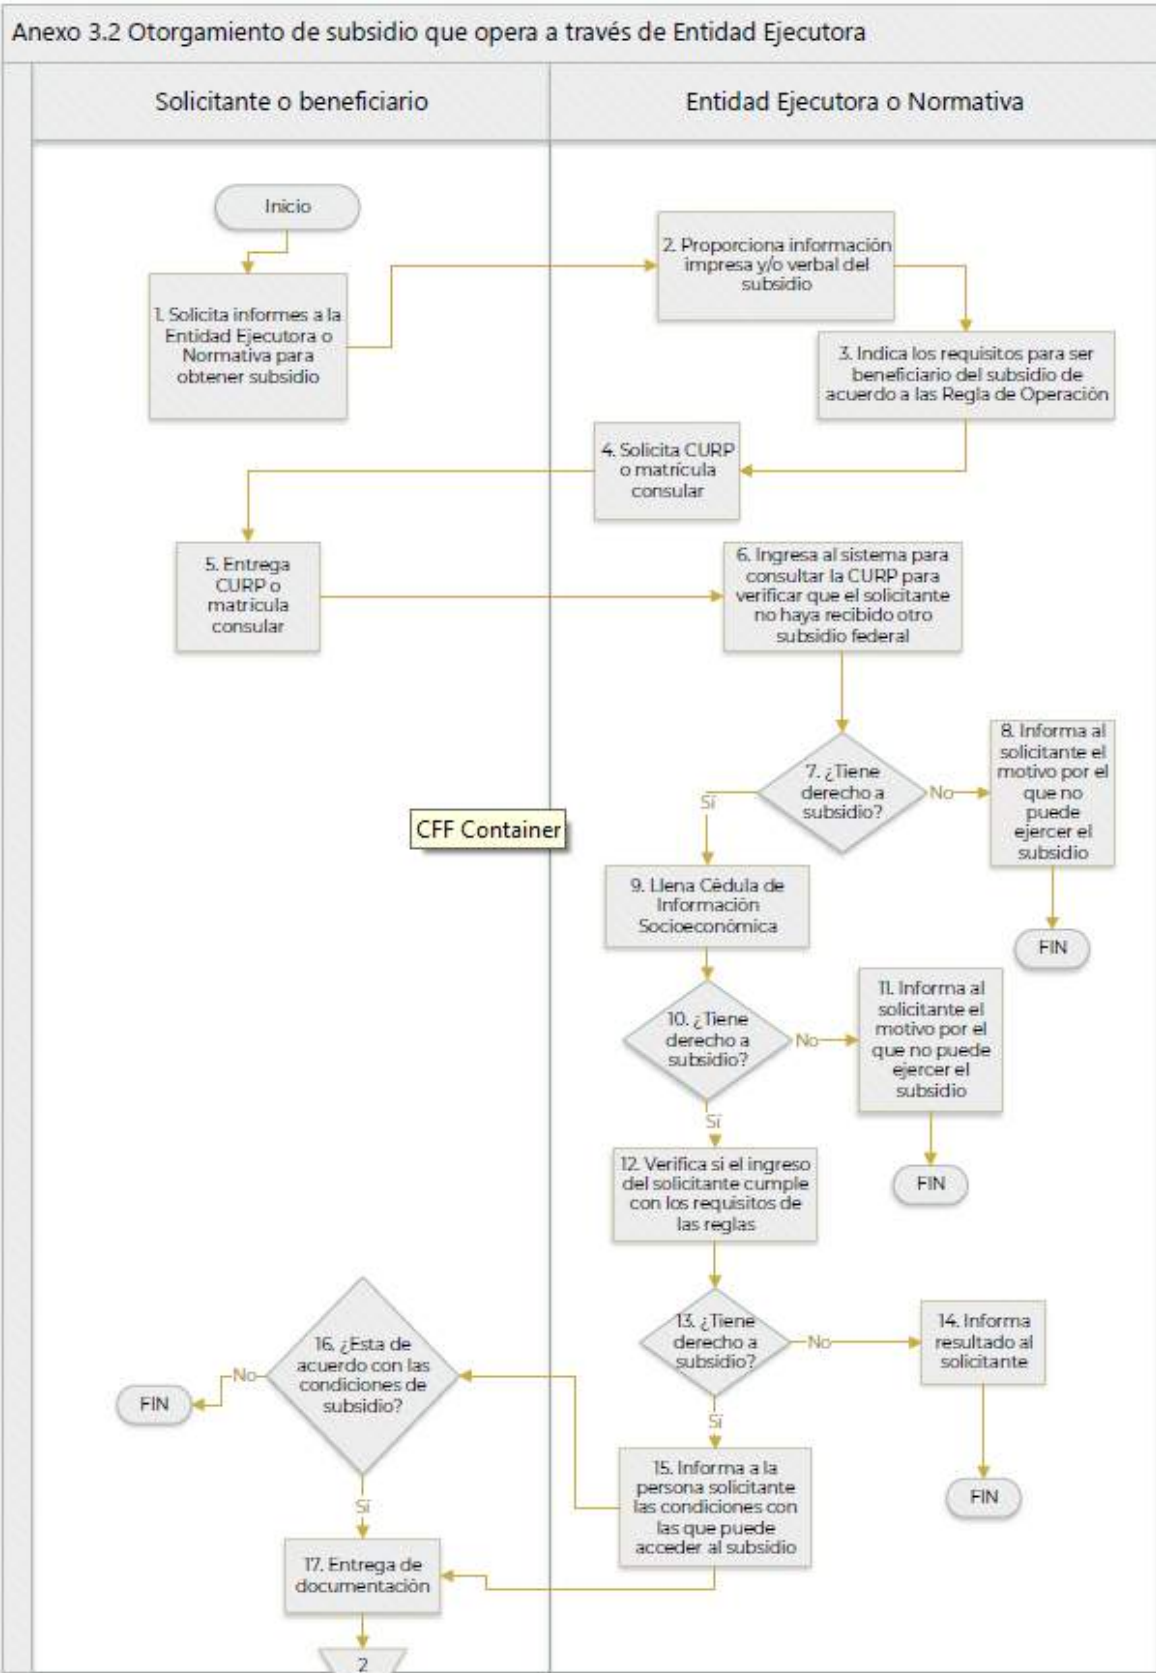 Anexo 3.2 Otorgamiento de subsidio que opera a través de Entidad Ejecutora
Solicitante o beneficiario
Entidad Ejecutora o Normativa
Inicio
1. Solicita informes a la
Entidad Ejecutora o
Normativa para
obtener subsidio
2. Proporciona información
impresa y/o verbal del
subsidio
3. Indica los requisitos para ser
beneficiario del subsidio de
acuerdo a las Regla de Operación
4. Solicita CURP
o matrícula
consular
5. Entrega
CURP o
matrícula
consular
6. Ingresa al sistema para
consultar la CURP para
verificar que el solicitante
no haya recibido otro
subsidio federal
7. ¿Tiene
derecho a
subsidio?
No
Sí
8. Informa al
solicitante el
motivo por el
que no
puede
ejercer el
subsidio
FIN
CFF Container
9. Llena Cédula de
Información
Socioeconómica
10. ¿Tiene
derecho a
subsidio?
No
Sí
11. Informa al
solicitante el
motivo por el
que no puede
ejercer el
subsidio
FIN
12. Verifica si el ingreso
del solicitante cumple
con los requisitos de
las reglas
13. ¿Tiene
derecho a
subsidio?
No
Sí
14. Informa
resultado al
solicitante
FIN
15. Informa a la
persona solicitante
las condiciones con
las que puede
acceder al subsidio
16. ¿Esta de
acuerdo con las
condiciones de
subsidio?
No
FIN
Sí
17. Entrega de
documentación
2